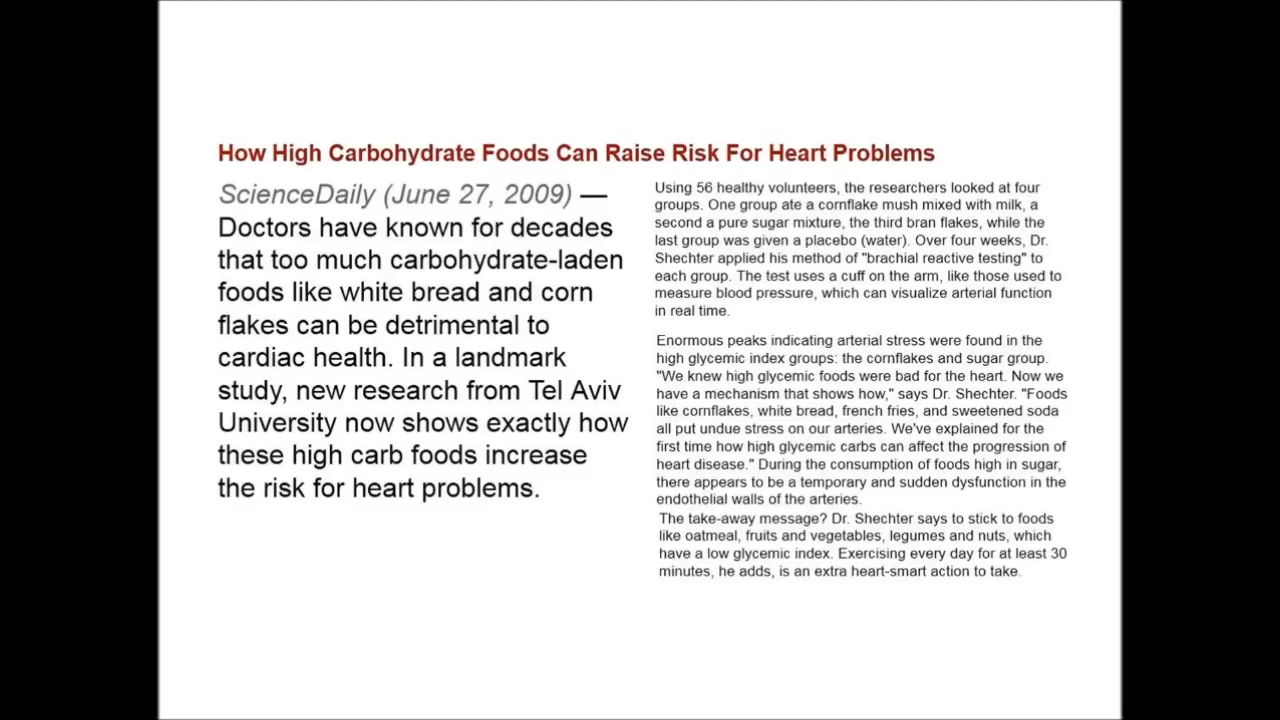 How High Carbohydrate Foods Can Raise Risk For Heart Problems
ScienceDaily (June 27, 2009) —
Doctors have known for decades
that too much carbohydrate-laden
foods like white bread and corn
flakes can be detrimental to
cardiac health. In a landmark
study, new research from Tel Aviv
University now shows exactly how
these high carb foods increase
the risk for heart problems.
Using 56 healthy volunteers, the researchers looked at four
groups. One group ate a cornflake mush mixed with milk, a
second a pure sugar mixture, the third bran flakes, while the
last group was given a placebo (water). Over four weeks, Dr.
Shechter applied his method of "brachial reactive testing" to
each group. The test uses a cuff on the arm, like those used to
measure blood pressure, which can visualize arterial function
in real time.
Enormous peaks indicating arterial stress were found in the
high glycemic index groups: the cornflakes and sugar group.
"We knew high glycemic foods were bad for the heart. Now we
have a mechanism that shows how," says Dr. Shechter. "Foods
like cornflakes, white bread, french fries, and sweetened soda
all put undue stress on our arteries. We've explained for the
first time how high glycemic carbs can affect the progression of
heart disease." During the consumption of foods high in sugar,
there appears to be a temporary and sudden dysfunction in the
endothelial walls of the arteries.
The take-away message? Dr. Shechter says to stick to foods
like oatmeal, fruits and vegetables, legumes and nuts, which
have a low glycemic index. Exercising every day for at least 30
minutes, he adds, is an extra heart-smart action to take.